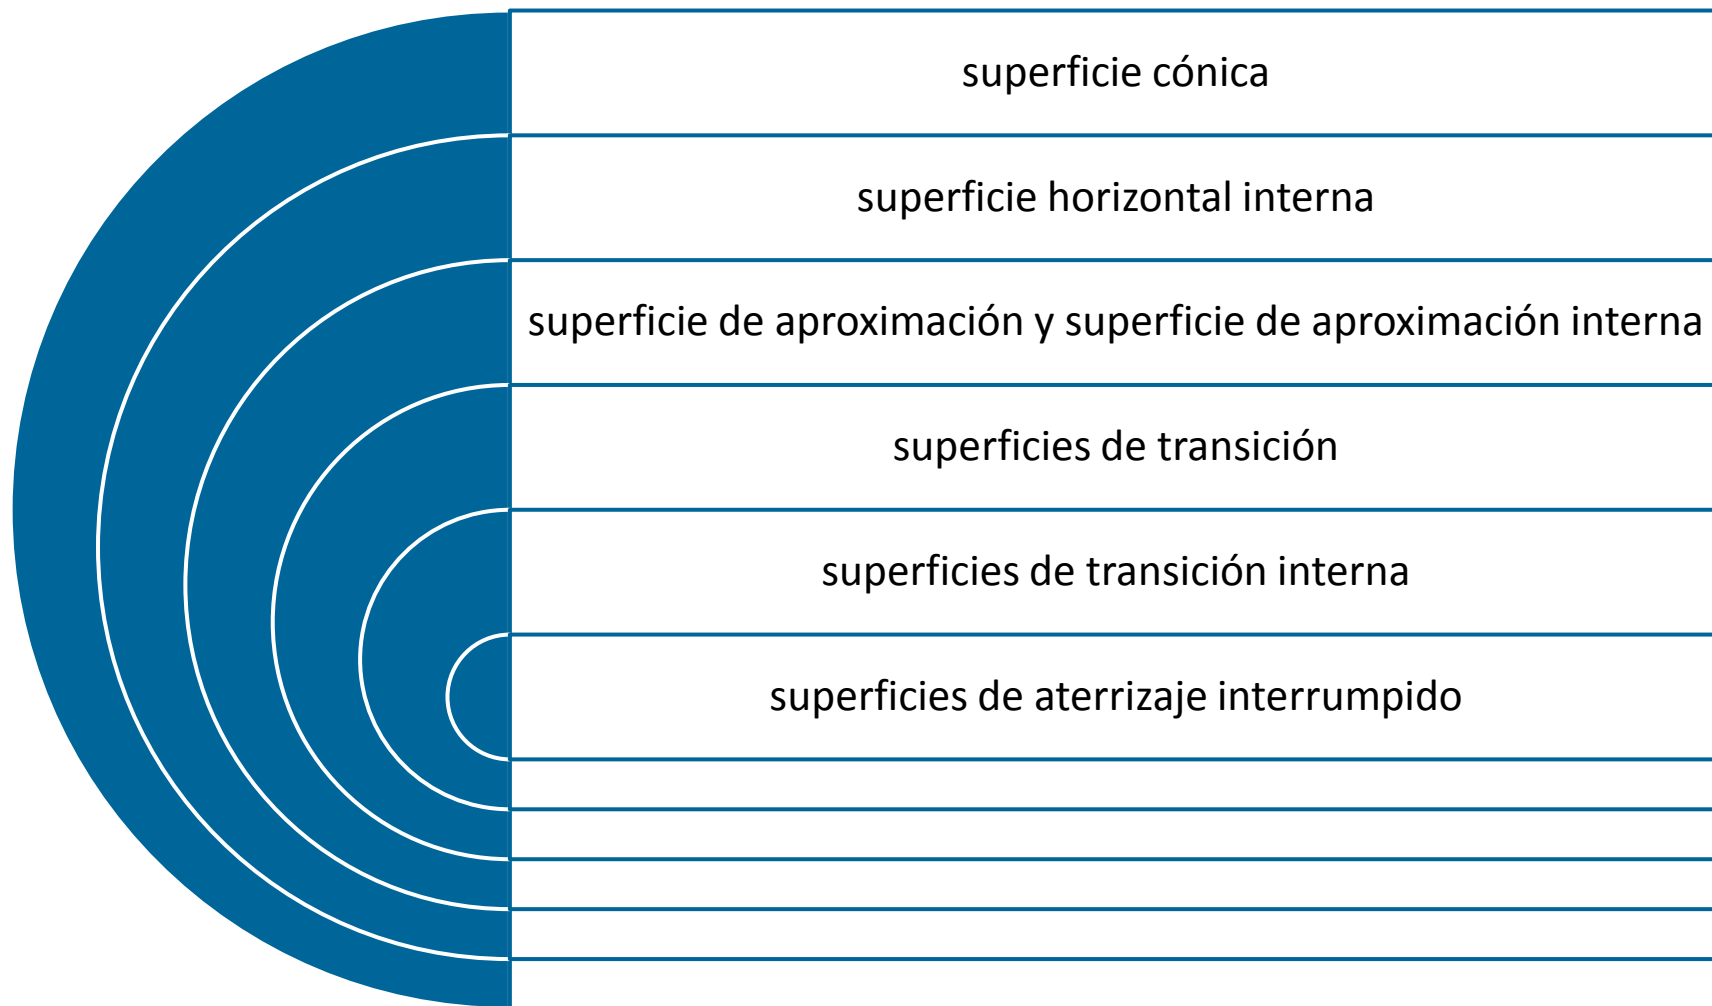 superficie cónica
superficie horizontal interna
superficie de aproximación y superficie de aproximación interna
superficies de transición
superficies de transición interna
superficies de aterrizaje interrumpido